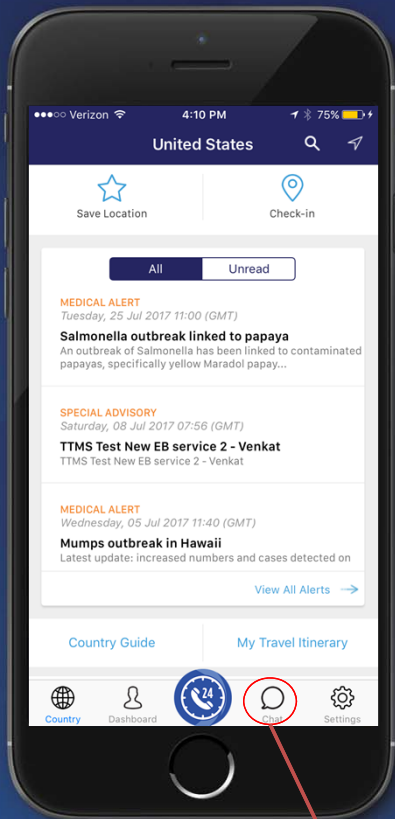 Verizon 4:10 PM 75%
United States
Save Location Check-in
All Unread
MEDICAL ALERT
Tuesday, 25 Jul 2017 11:00 (GMT)
Salmonella outbreak linked to papaya
An outbreak of Salmonella has been linked to contaminated
papayas, specifically yellow Maradol papay...
SPECIAL ADVISORY
Saturday, 08 Jul 2017 07:56 (GMT)
TTMS Test New EB service 2 - Venkat
TTMS Test New EB service 2 - Venkat
MEDICAL ALERT
Wednesday, 05 Jul 2017 11:40 (GMT)
Mumps outbreak in Hawaii
Latest update: increased numbers and cases detected on
View All Alerts
Country Guide My Travel Itinerary
24
Country Dashboard Chat Settings